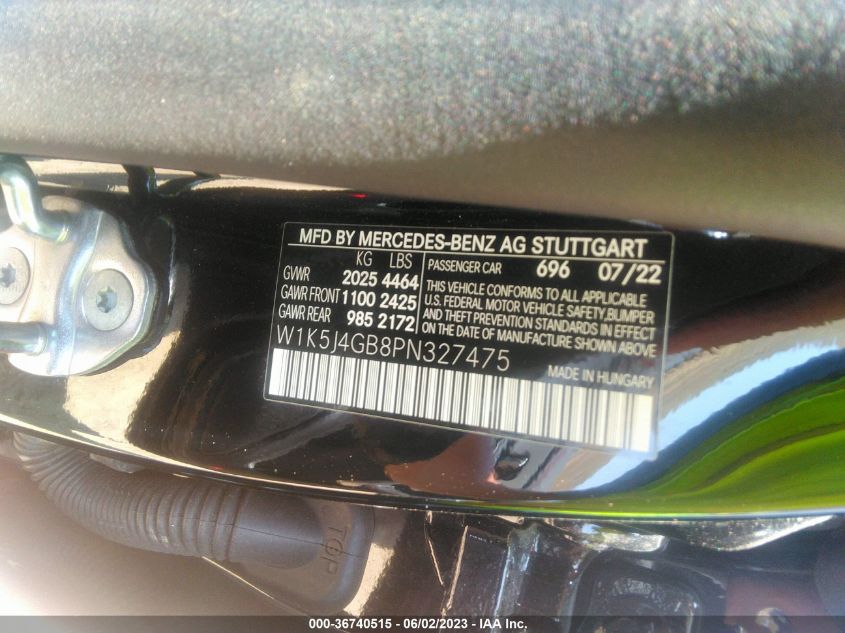 MFD BY MERCEDES-BENZ AG STUTTGART
KG LBS
GVWR 2025 4464
GAWR FRONT 1100 2425
GAWR REAR 985 2172
PASSENGER CAR 696 07/22
THIS VEHICLE CONFORMS TO ALL APPLICABLE
U.S. FEDERAL MOTOR VEHICLE SAFETY, BUMPER
AND THEFT PREVENTION STANDARDS IN EFFECT
ON THE DATE OF MANUFACTURE SHOWN ABOVE
W1K5J4GB8PN327475
MADE IN HUNGARY
TOP
000-36740515 - 06/02/2023 - IAA Inc.